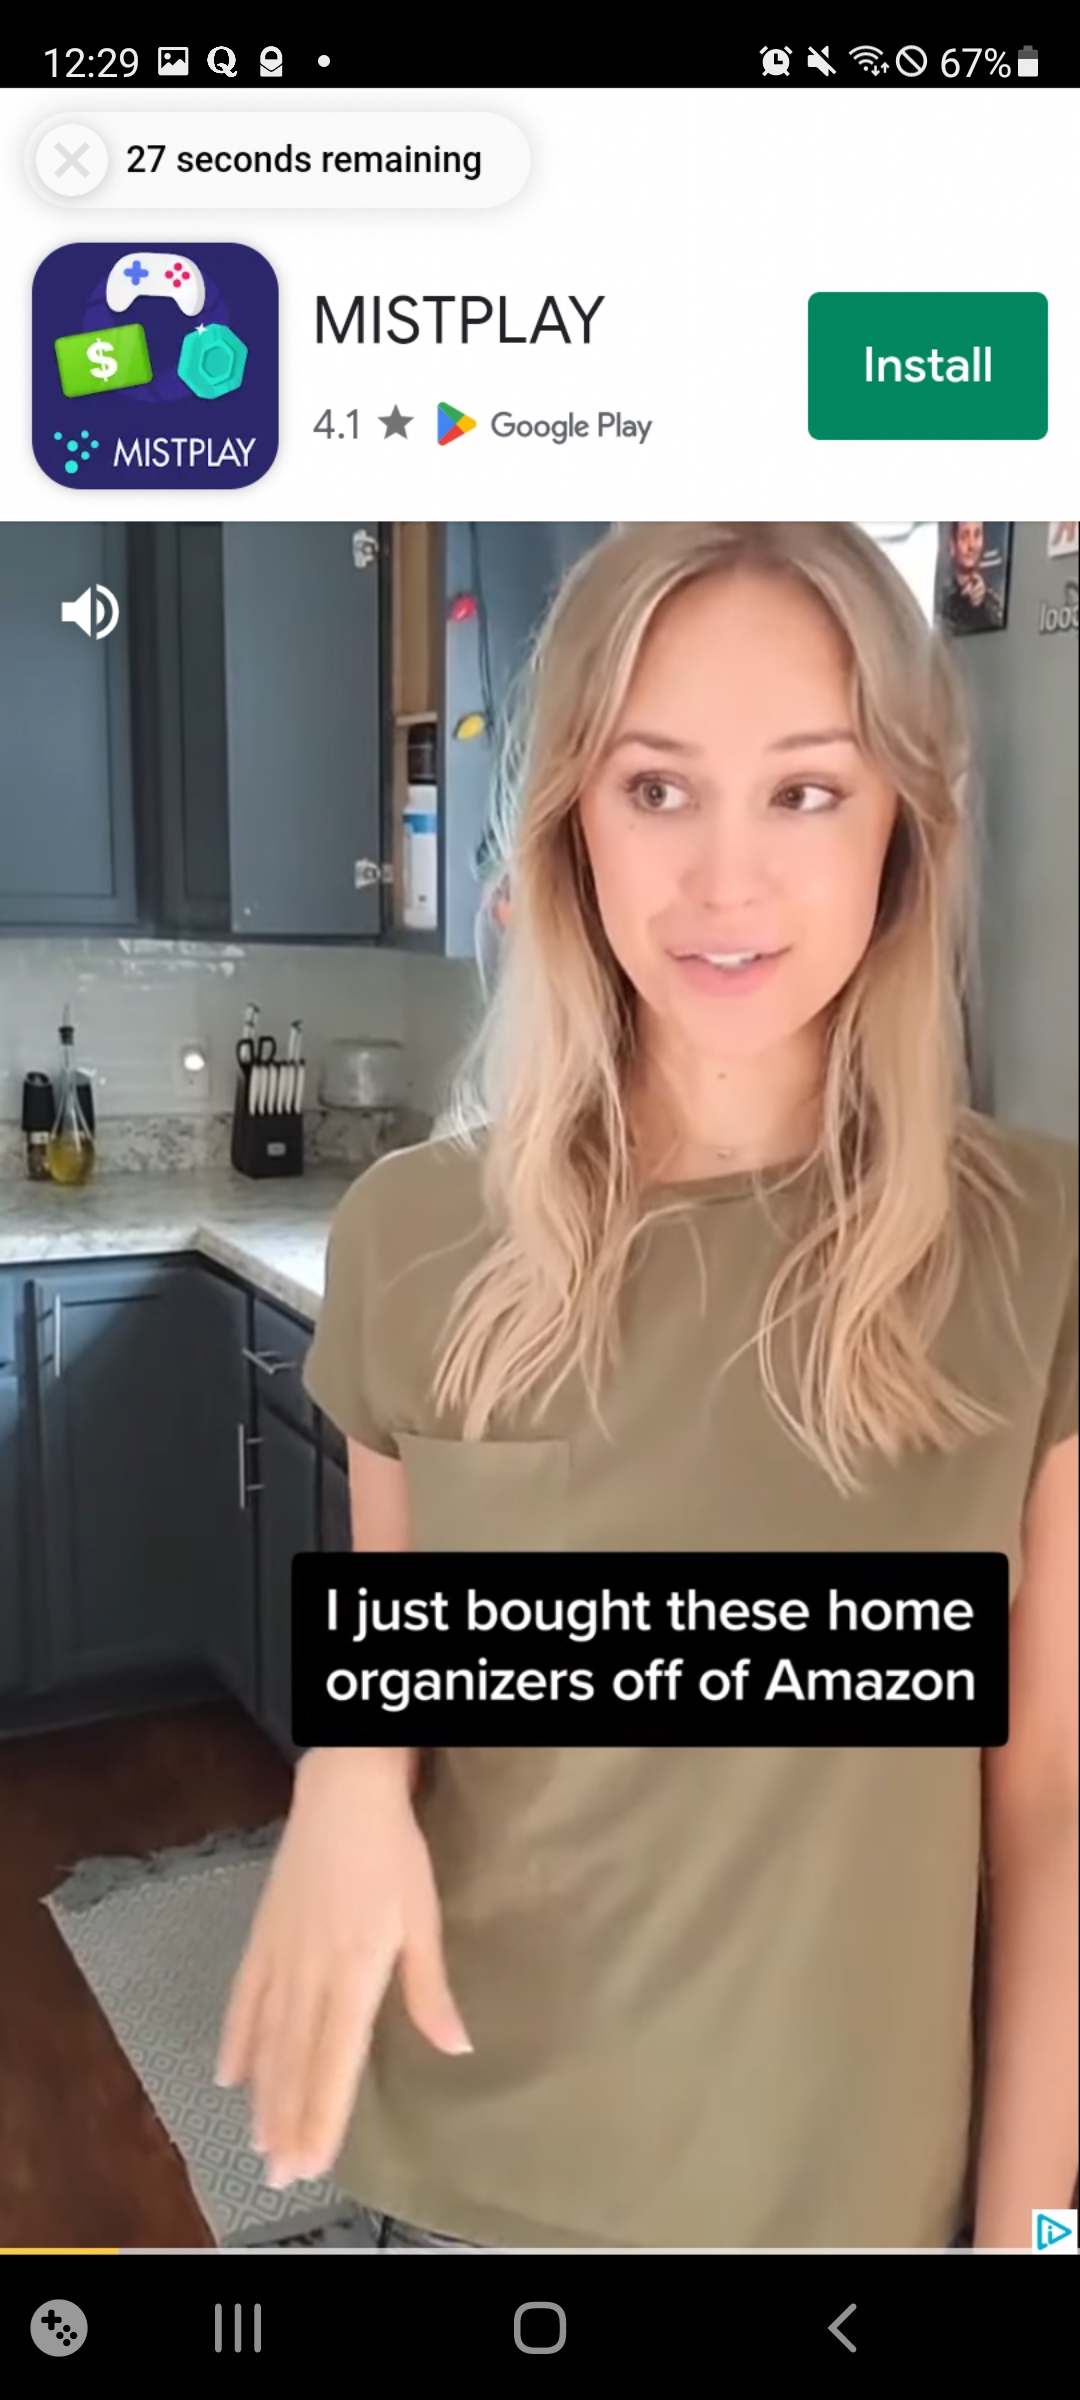 12:29 67%
27 seconds remaining
MISTPLAY
4.1 ★ Google Play
Install
$
MISTPLAY
I just bought these home
organizers off of Amazon